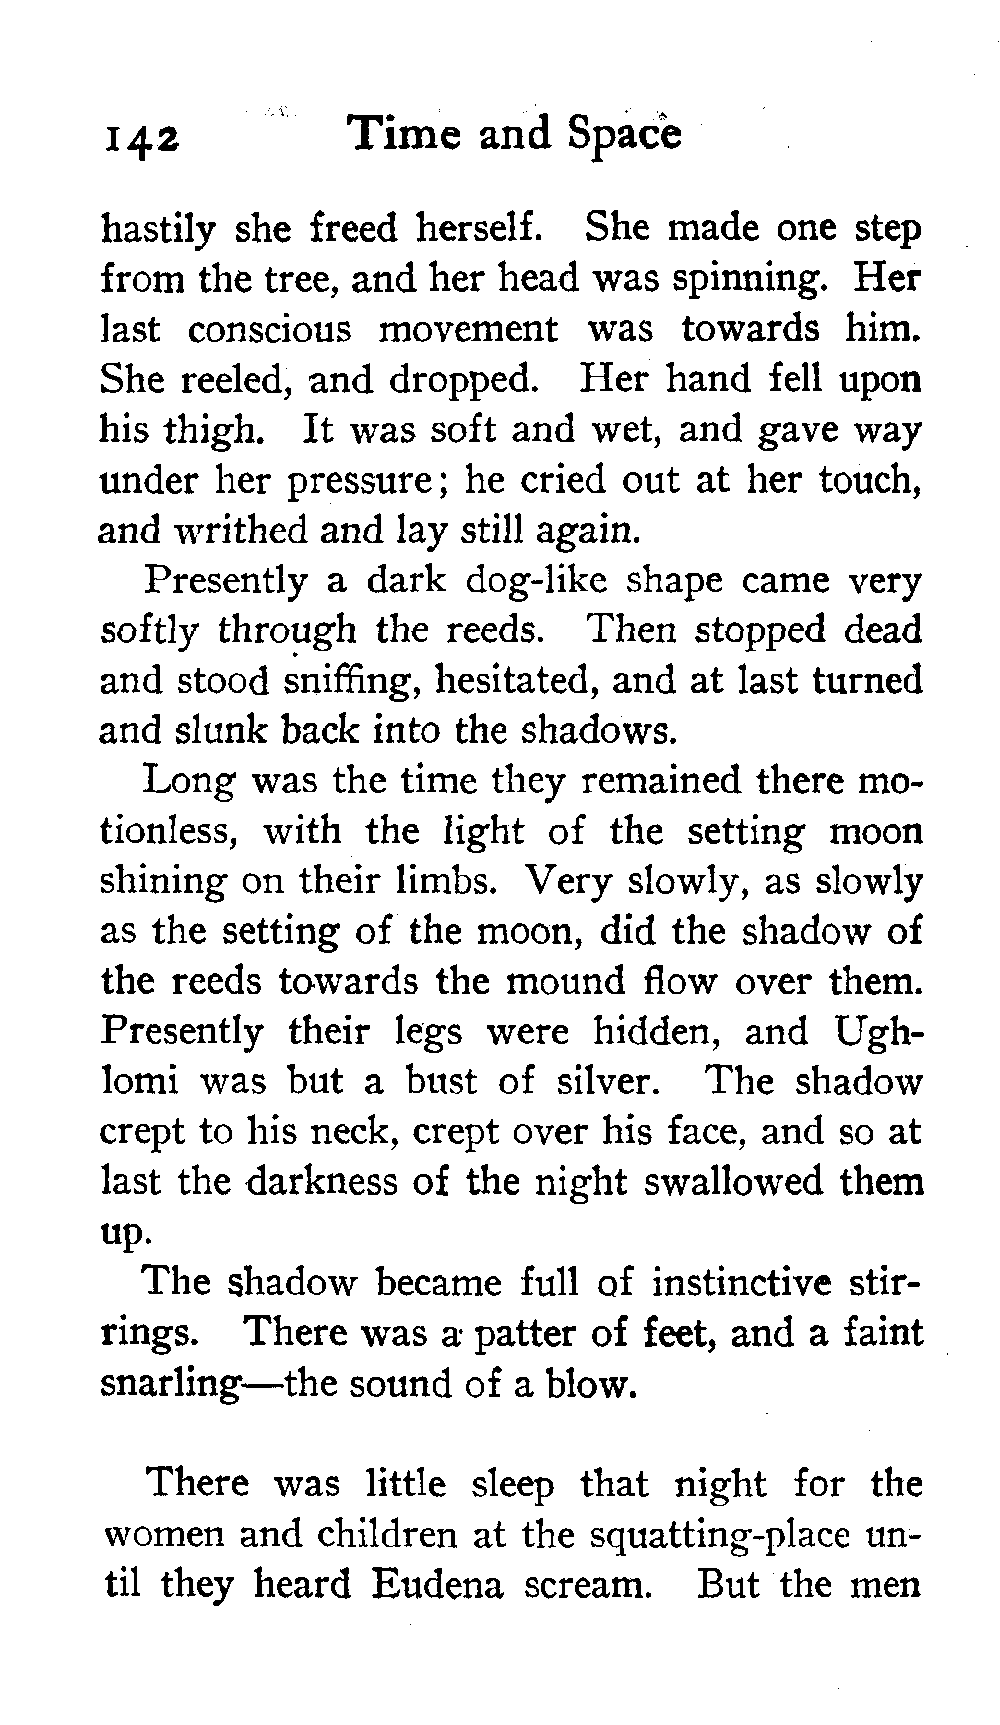 142 Time and Space
hastily she freed herself. She made one step
from the tree, and her head was spinning. Her
last conscious movement was towards him.
She reeled, and dropped. Her hand fell upon
his thigh. It was soft and wet, and gave way
under her pressure; he cried out at her touch,
and writhed and lay still again.
Presently a dark dog-like shape came very
softly through the reeds. Then stopped dead
and stood sniffing, hesitated, and at last turned
and slunk back into the shadows.
Long was the time they remained there mo-
tionless, with the light of the setting moon
shining on their limbs. Very slowly, as slowly
as the setting of the moon, did the shadow of
the reeds towards the mound flow over them.
Presently their legs were hidden, and Ugh-
lomi was but a bust of silver. The shadow
crept to his neck, crept over his face, and so at
last the darkness of the night swallowed them
up.
The shadow became full of instinctive stir-
rings. There was a patter of feet, and a faint
snarling—the sound of a blow.
There was little sleep that night for the
women and children at the squatting-place un-
til they heard Eudena scream. But the men